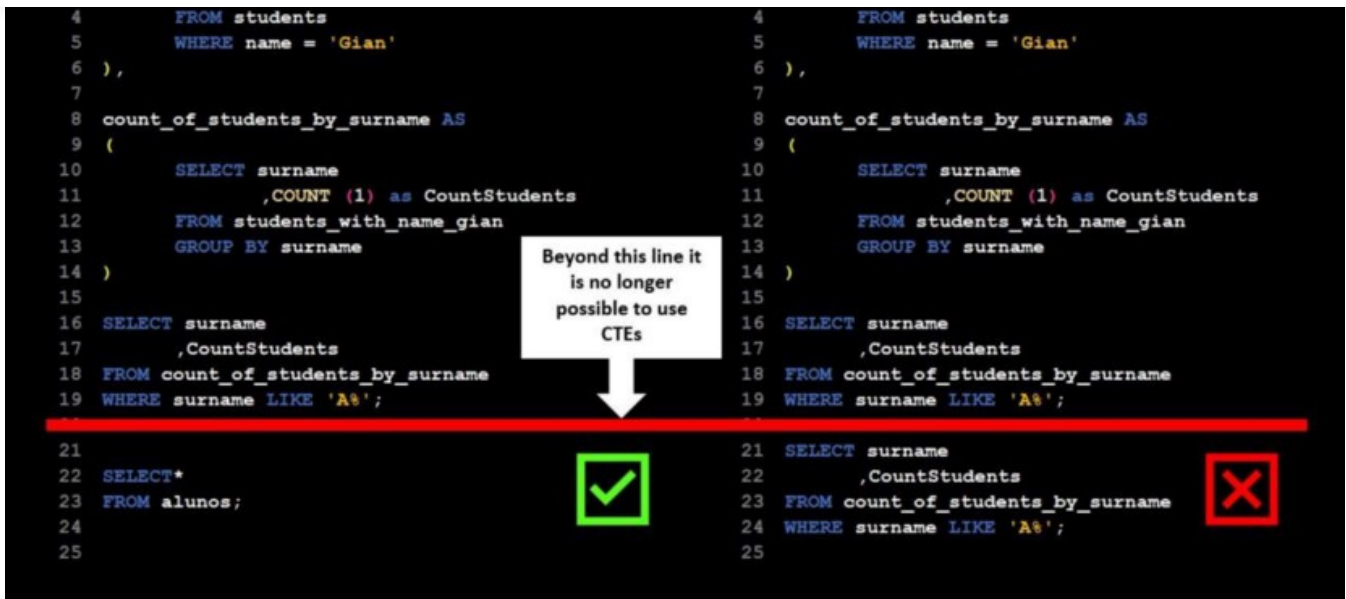 4 FROM students
5 WHERE name = 'Gian'
6 ),
7
8 count_of_students_by_surname AS
9 (
10 SELECT surname
11 ,COUNT (1) as CountStudents
12 FROM students_with_name_gian
13 GROUP BY surname
14 )
15
16 SELECT surname
17 ,CountStudents
18 FROM count_of_students_by_surname
19 WHERE surname LIKE 'A%';
21
22 SELECT*
23 FROM alunos;
24
25
Beyond this line it
is no longer
possible to use
CTEs
4 FROM students
5 WHERE name = 'Gian'
6 ),
7
8 count_of_students_by_surname AS
9 (
10 SELECT surname
11 ,COUNT (1) as CountStudents
12 FROM students_with_name_gian
13 GROUP BY surname
14 )
15
16 SELECT surname
17 ,CountStudents
18 FROM count_of_students_by_surname
19 WHERE surname LIKE 'A%';
21 SELECT surname
22 ,CountStudents
23 FROM count_of_students_by_surname
24 WHERE surname LIKE 'A%';
25